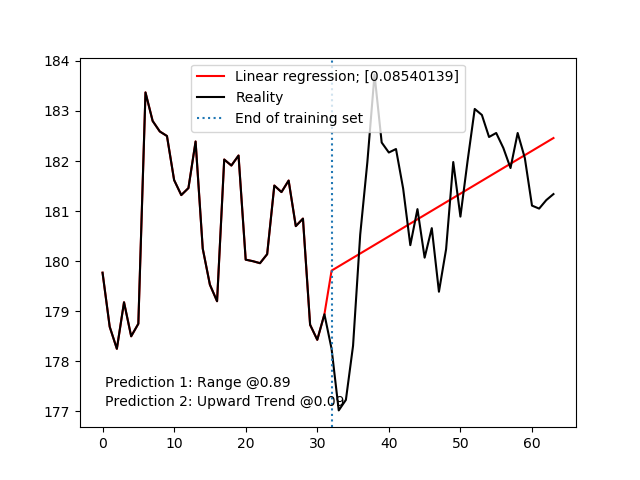 184
183
182
181
180
179
178
177
Linear regression; [0.08540139]
Reality
End of training set
Prediction 1: Range @0.89
Prediction 2: Upward Trend @0.09
0 10 20 30 40 50 60